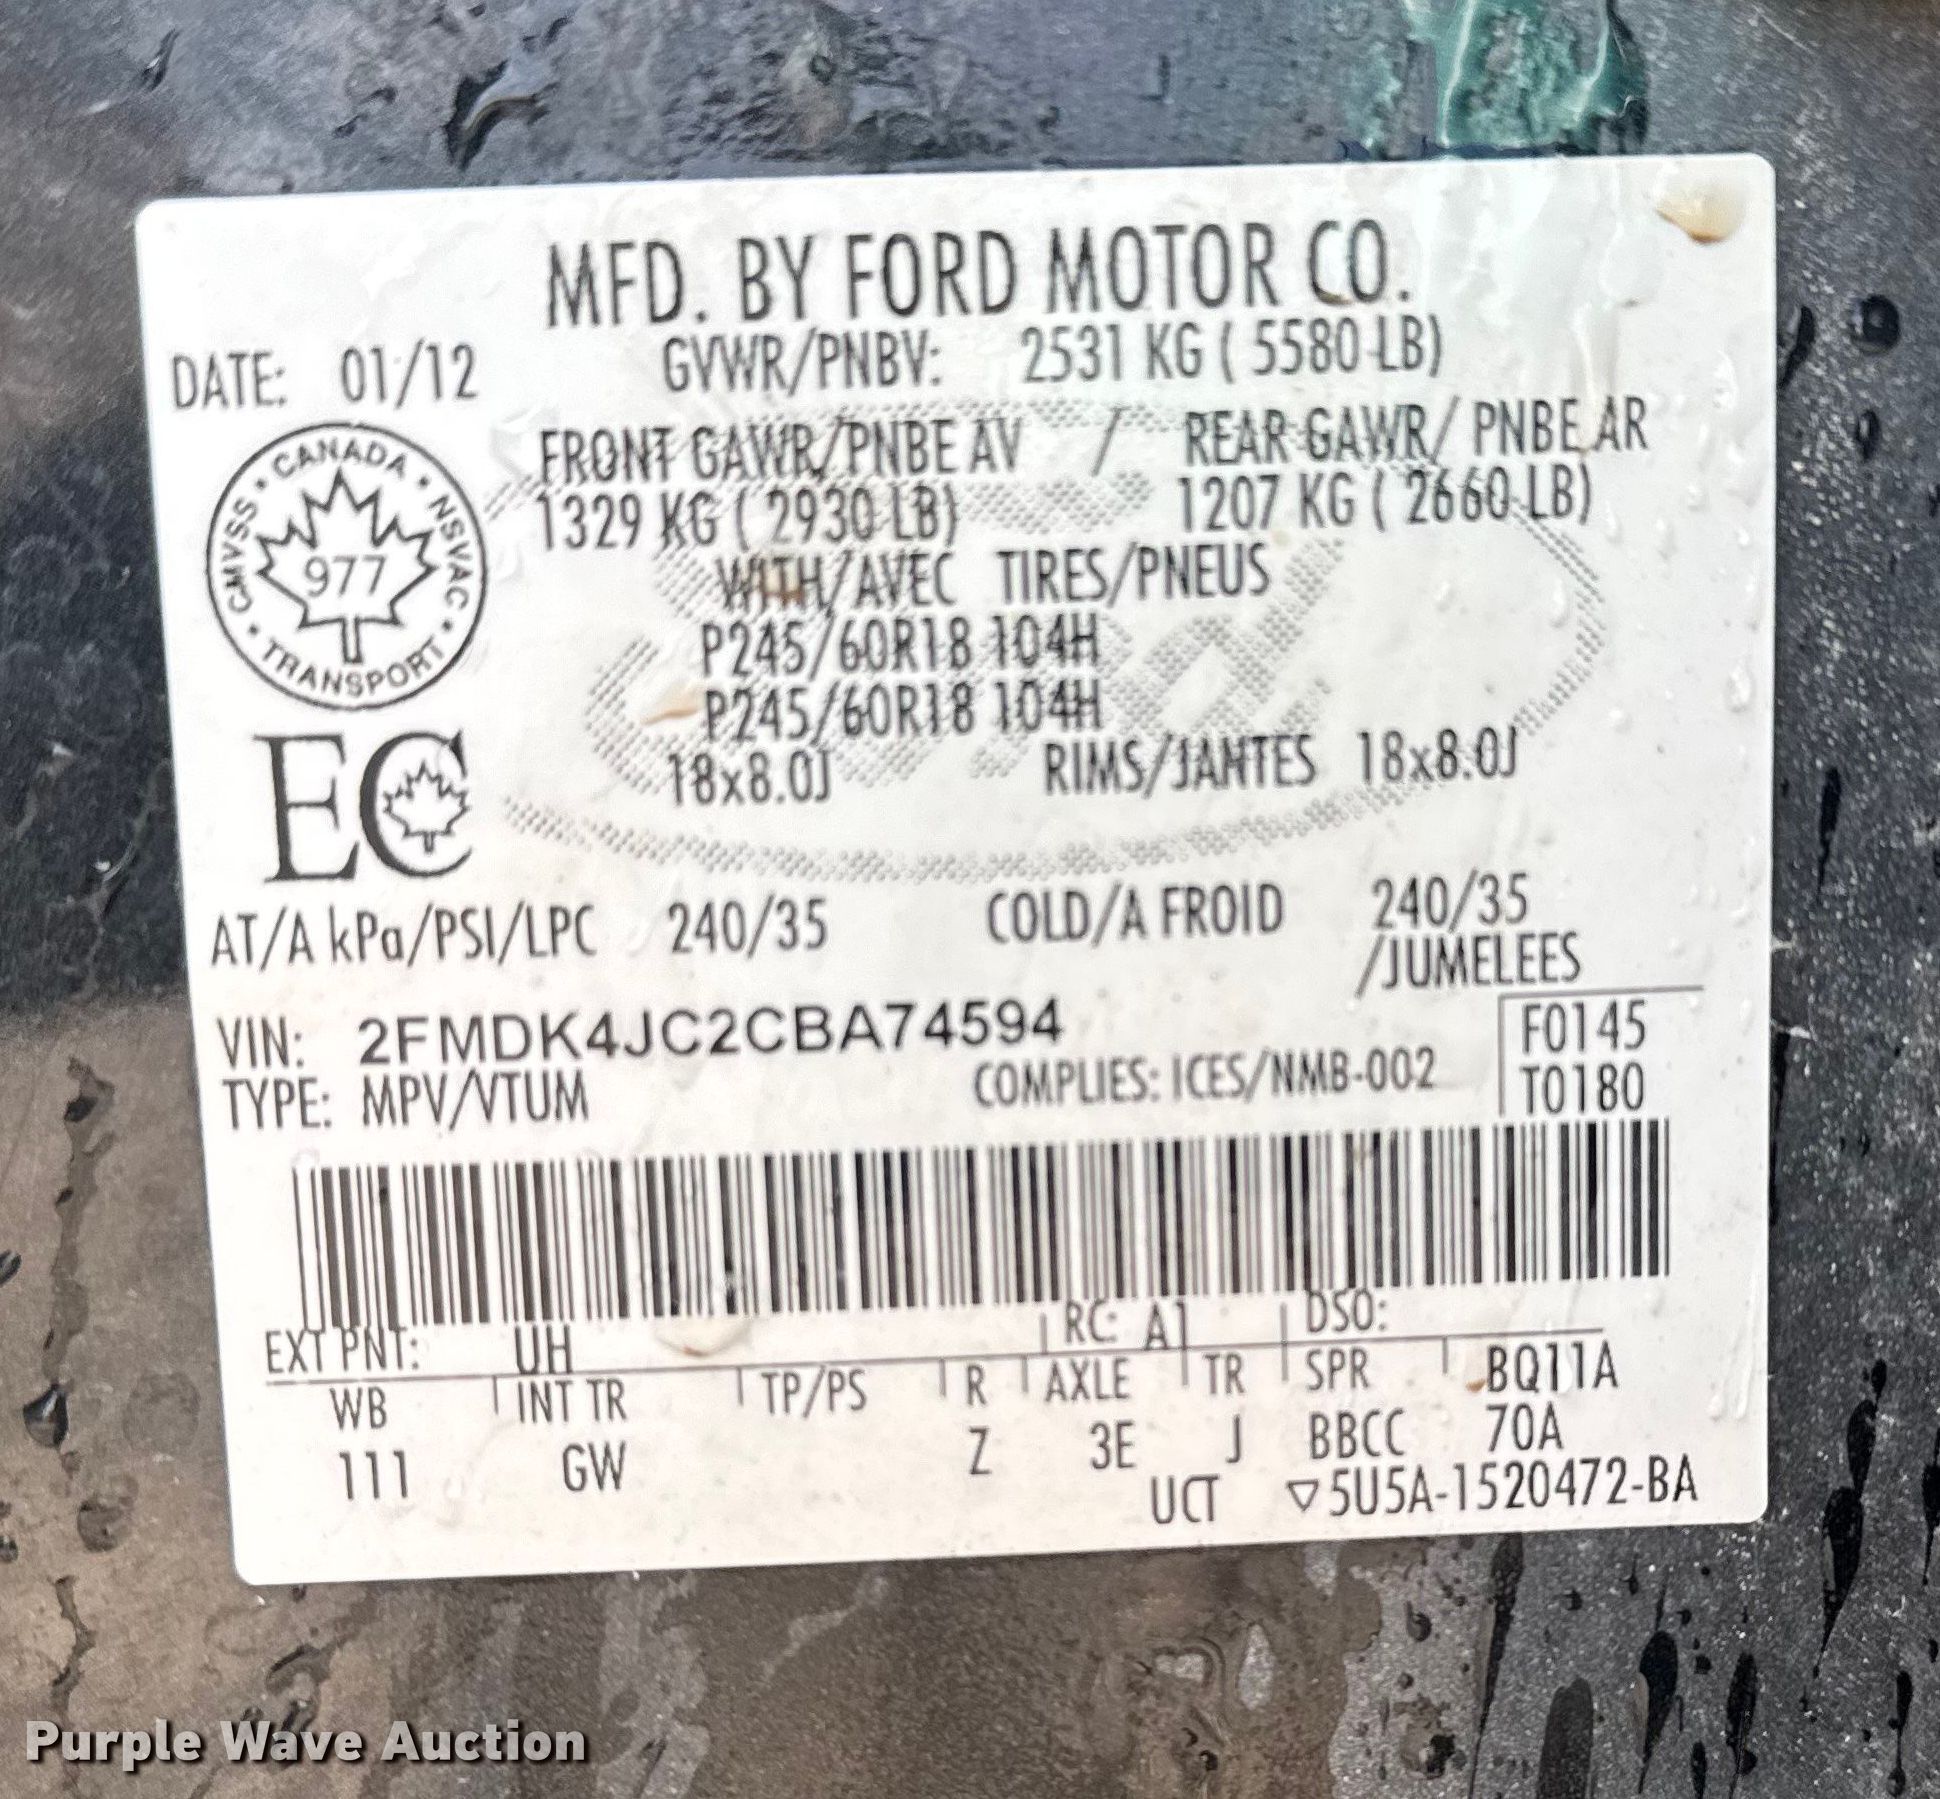 MFD. BY FORD MOTOR CO.
DATE: 01/12
GVWR/PNBV: 2531 KG ( 5580 LB)
FRONT GAWR/PNBE AV / REAR GAWR/ PNBE AR
1329 KG ( 2930 LB) 1207 KG ( 2660 LB)
WITH/AVEC TIRES/PNEUS
P245/60R18 104H
P245/60R18 104H
18x8.0J RIMS/JANTES 18x8.0J
CMVSS • CANADA • NSVAC • TRANSPORT •
977
EC
AT/A kPa/PSI/LPC 240/35 COLD/A FROID 240/35
/JUMELEES
VIN: 2FMDK4JC2CBA74594
F0145
TYPE: MPV/VTUM COMPLIES: ICES/NMB-002
T0180
EXT PNT: UH RC: A1 DSO:
WB INT TR TP/PS R AXLE TR SPR BQ11A
111 GW Z 3E J BBCC 70A
UCT ▽5U5A-1520472-BA
Purple Wave Auction